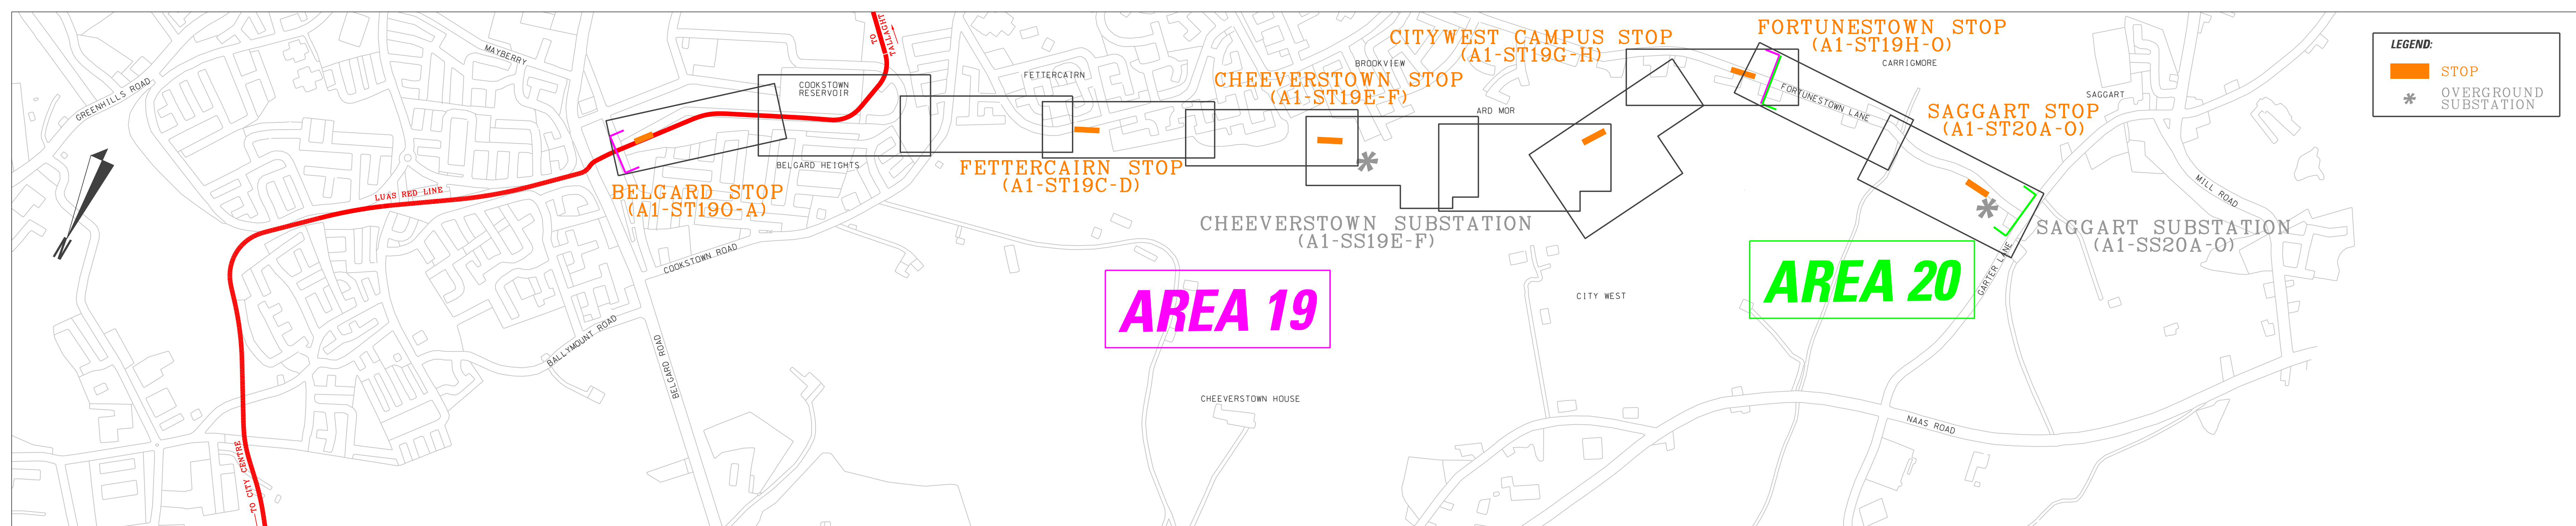 TO
TALLAGHT
FORTUNESTOWN STOP
(A1-ST19H-O)
CITYWEST CAMPUS STOP
(A1-ST19G-H)
LEGEND:
STOP
OVERGROUND
SUBSTATION
MAYBERRY
GREENHILLS ROAD
COOKSTOWN
RESERVOIR
FETTERCAIRN
BROOKVIEW
CARRIGMORE
CHEEVERSTOWN STOP
(A1-ST19E-F)
ARD MOR
FORTUNESTOWN LANE
SAGGART
SAGGART STOP
(A1-ST20A-O)
BELGARD HEIGHTS
FETTERCAIRN STOP
(A1-ST19C-D)
LUAS RED LINE
BELGARD STOP
(A1-ST19O-A)
MILL ROAD
CHEEVERSTOWN SUBSTATION
(A1-SS19E-F)
SAGGART SUBSTATION
(A1-SS20A-O)
COOKSTOWN ROAD
GARTER LANE
AREA 19
AREA 20
CITY WEST
BALLYMOUNT ROAD
BELGARD ROAD
CHEEVERSTOWN HOUSE
NAAS ROAD
TO CITY CENTRE
N